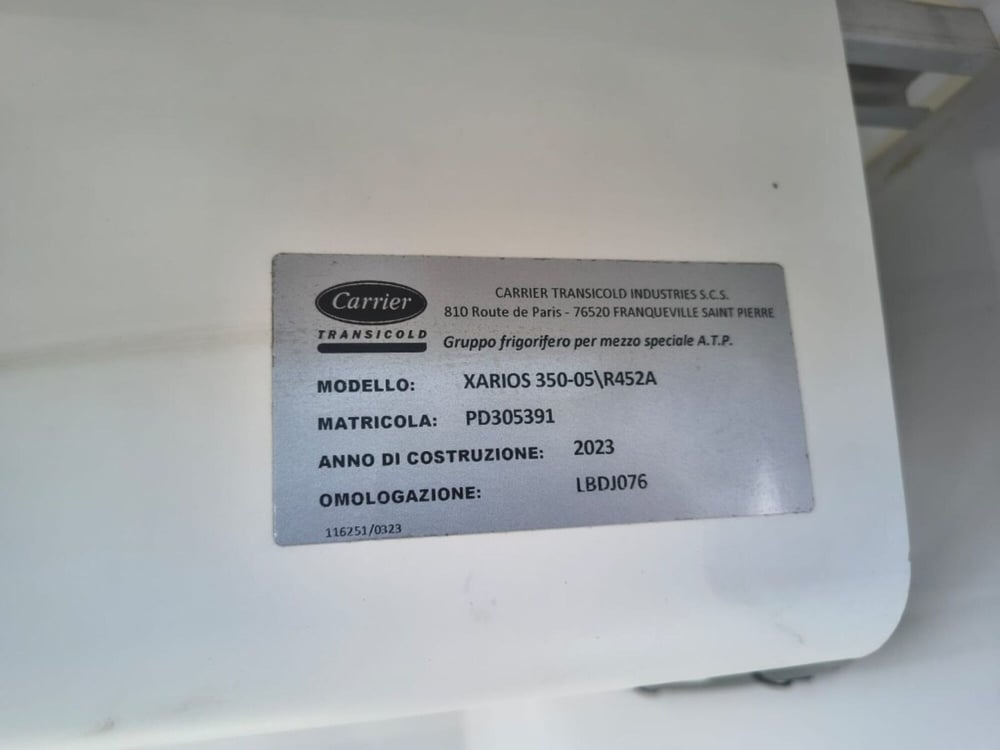 Carrier
TRANSICOLD
CARRIER TRANSICOLD INDUSTRIES S.C.S.
810 Route de Paris - 76520 FRANQUEVILLE SAINT PIERRE
Gruppo frigorifero per mezzo speciale A.T.P.
MODELLO: XARIOS 350-05\R452A
MATRICOLA: PD305391
ANNO DI COSTRUZIONE: 2023
OMOLOGAZIONE: LBDJ076
116251/0323